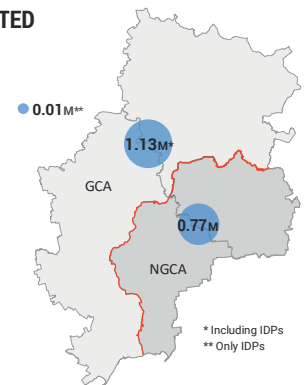 TED
0.01M**
1.13M*
GCA
0.77M
NGCA
* Including IDPs
** Only IDPs